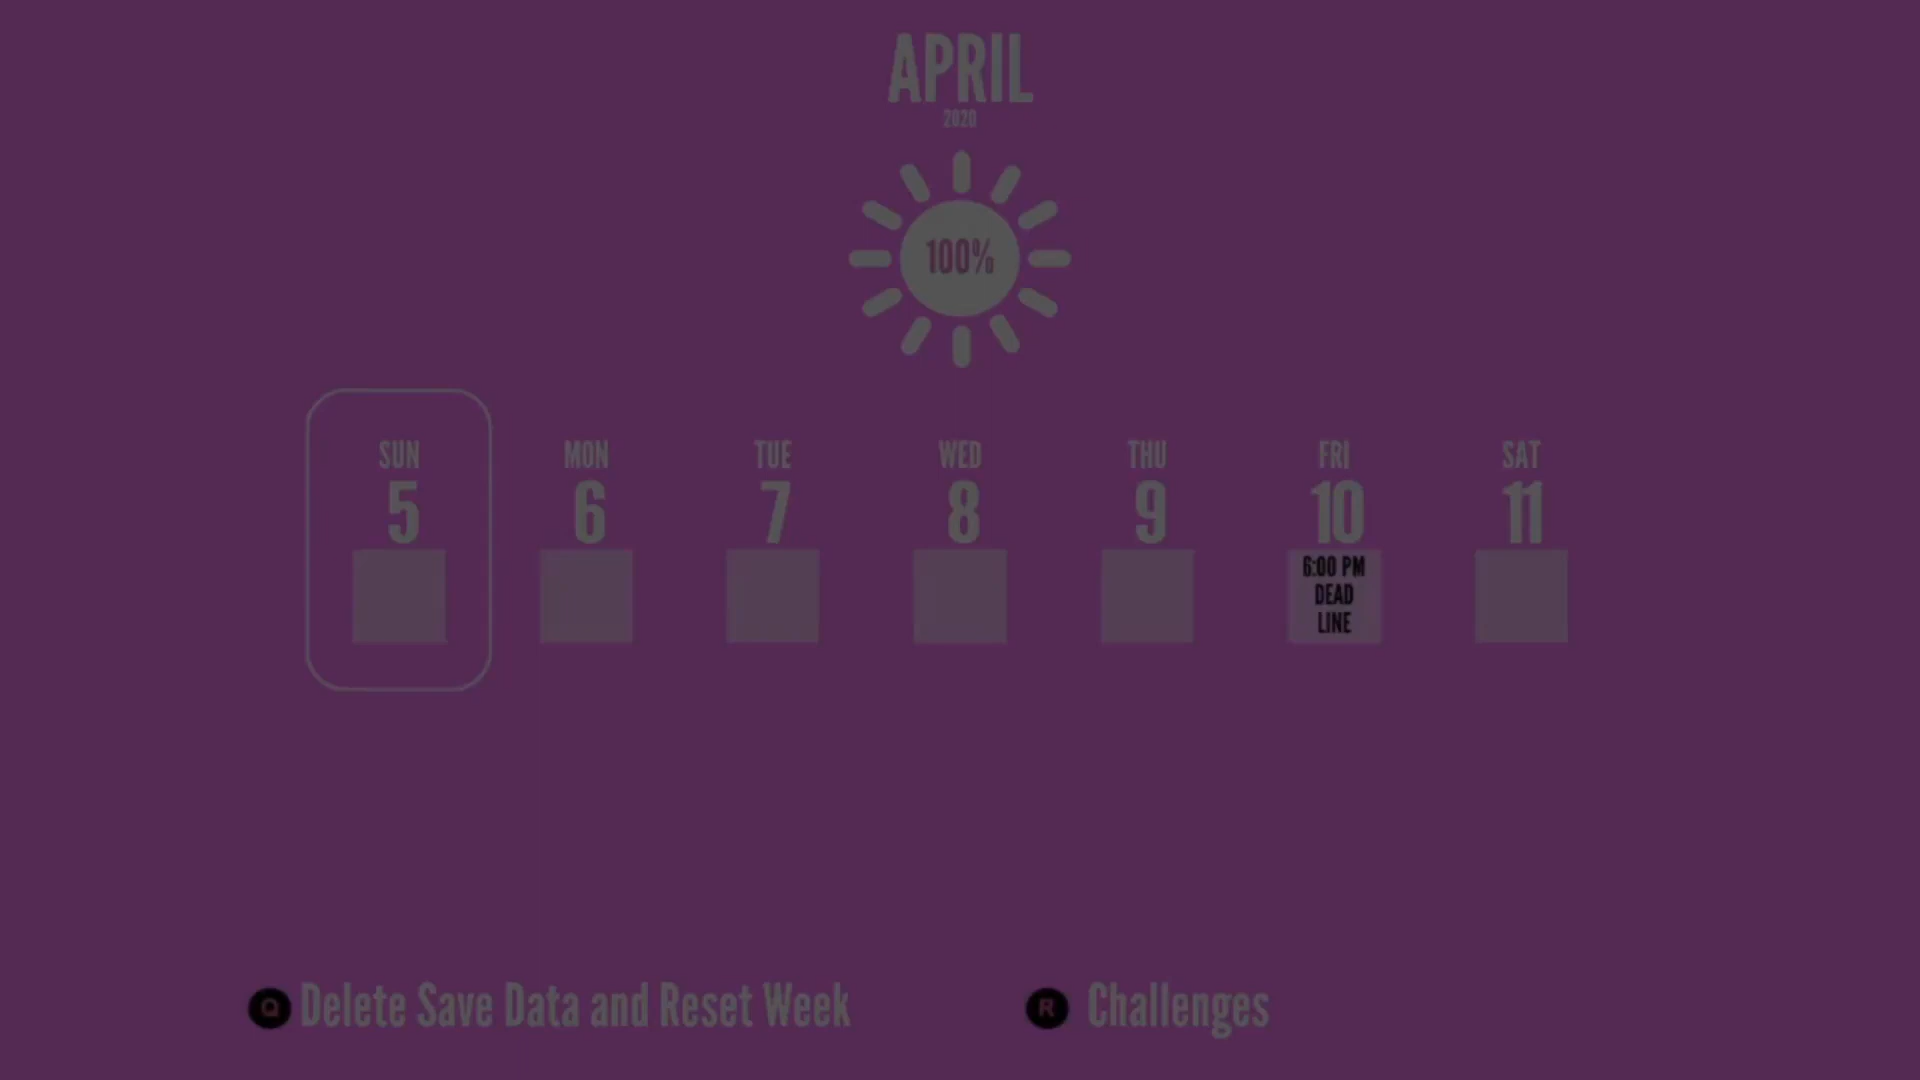 APRIL
2020
100%
SUN MON TUE WED THU FRI SAT
5 6 7 8 9 10 11
6:00 PM
DEAD
LINE
Q Delete Save Data and Reset Week R Challenges